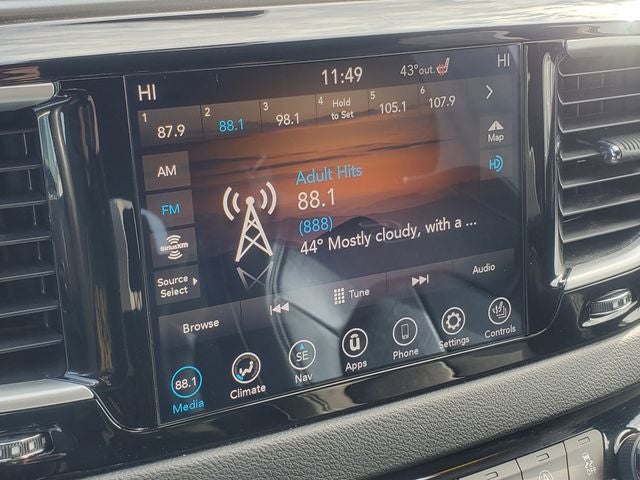 HI 11:49 43°out. HI
1 87.9 2 88.1 3 98.1 4 Hold to Set 5 105.1 6 107.9
AM
FM
SiriusXM
Source Select
Adult Hits
88.1
(888)
44° Mostly cloudy, with a ...
Map
HD
Browse Tune Audio
88.1 Media
Climate
SE Nav
Apps
Phone
Settings
Controls
OFF